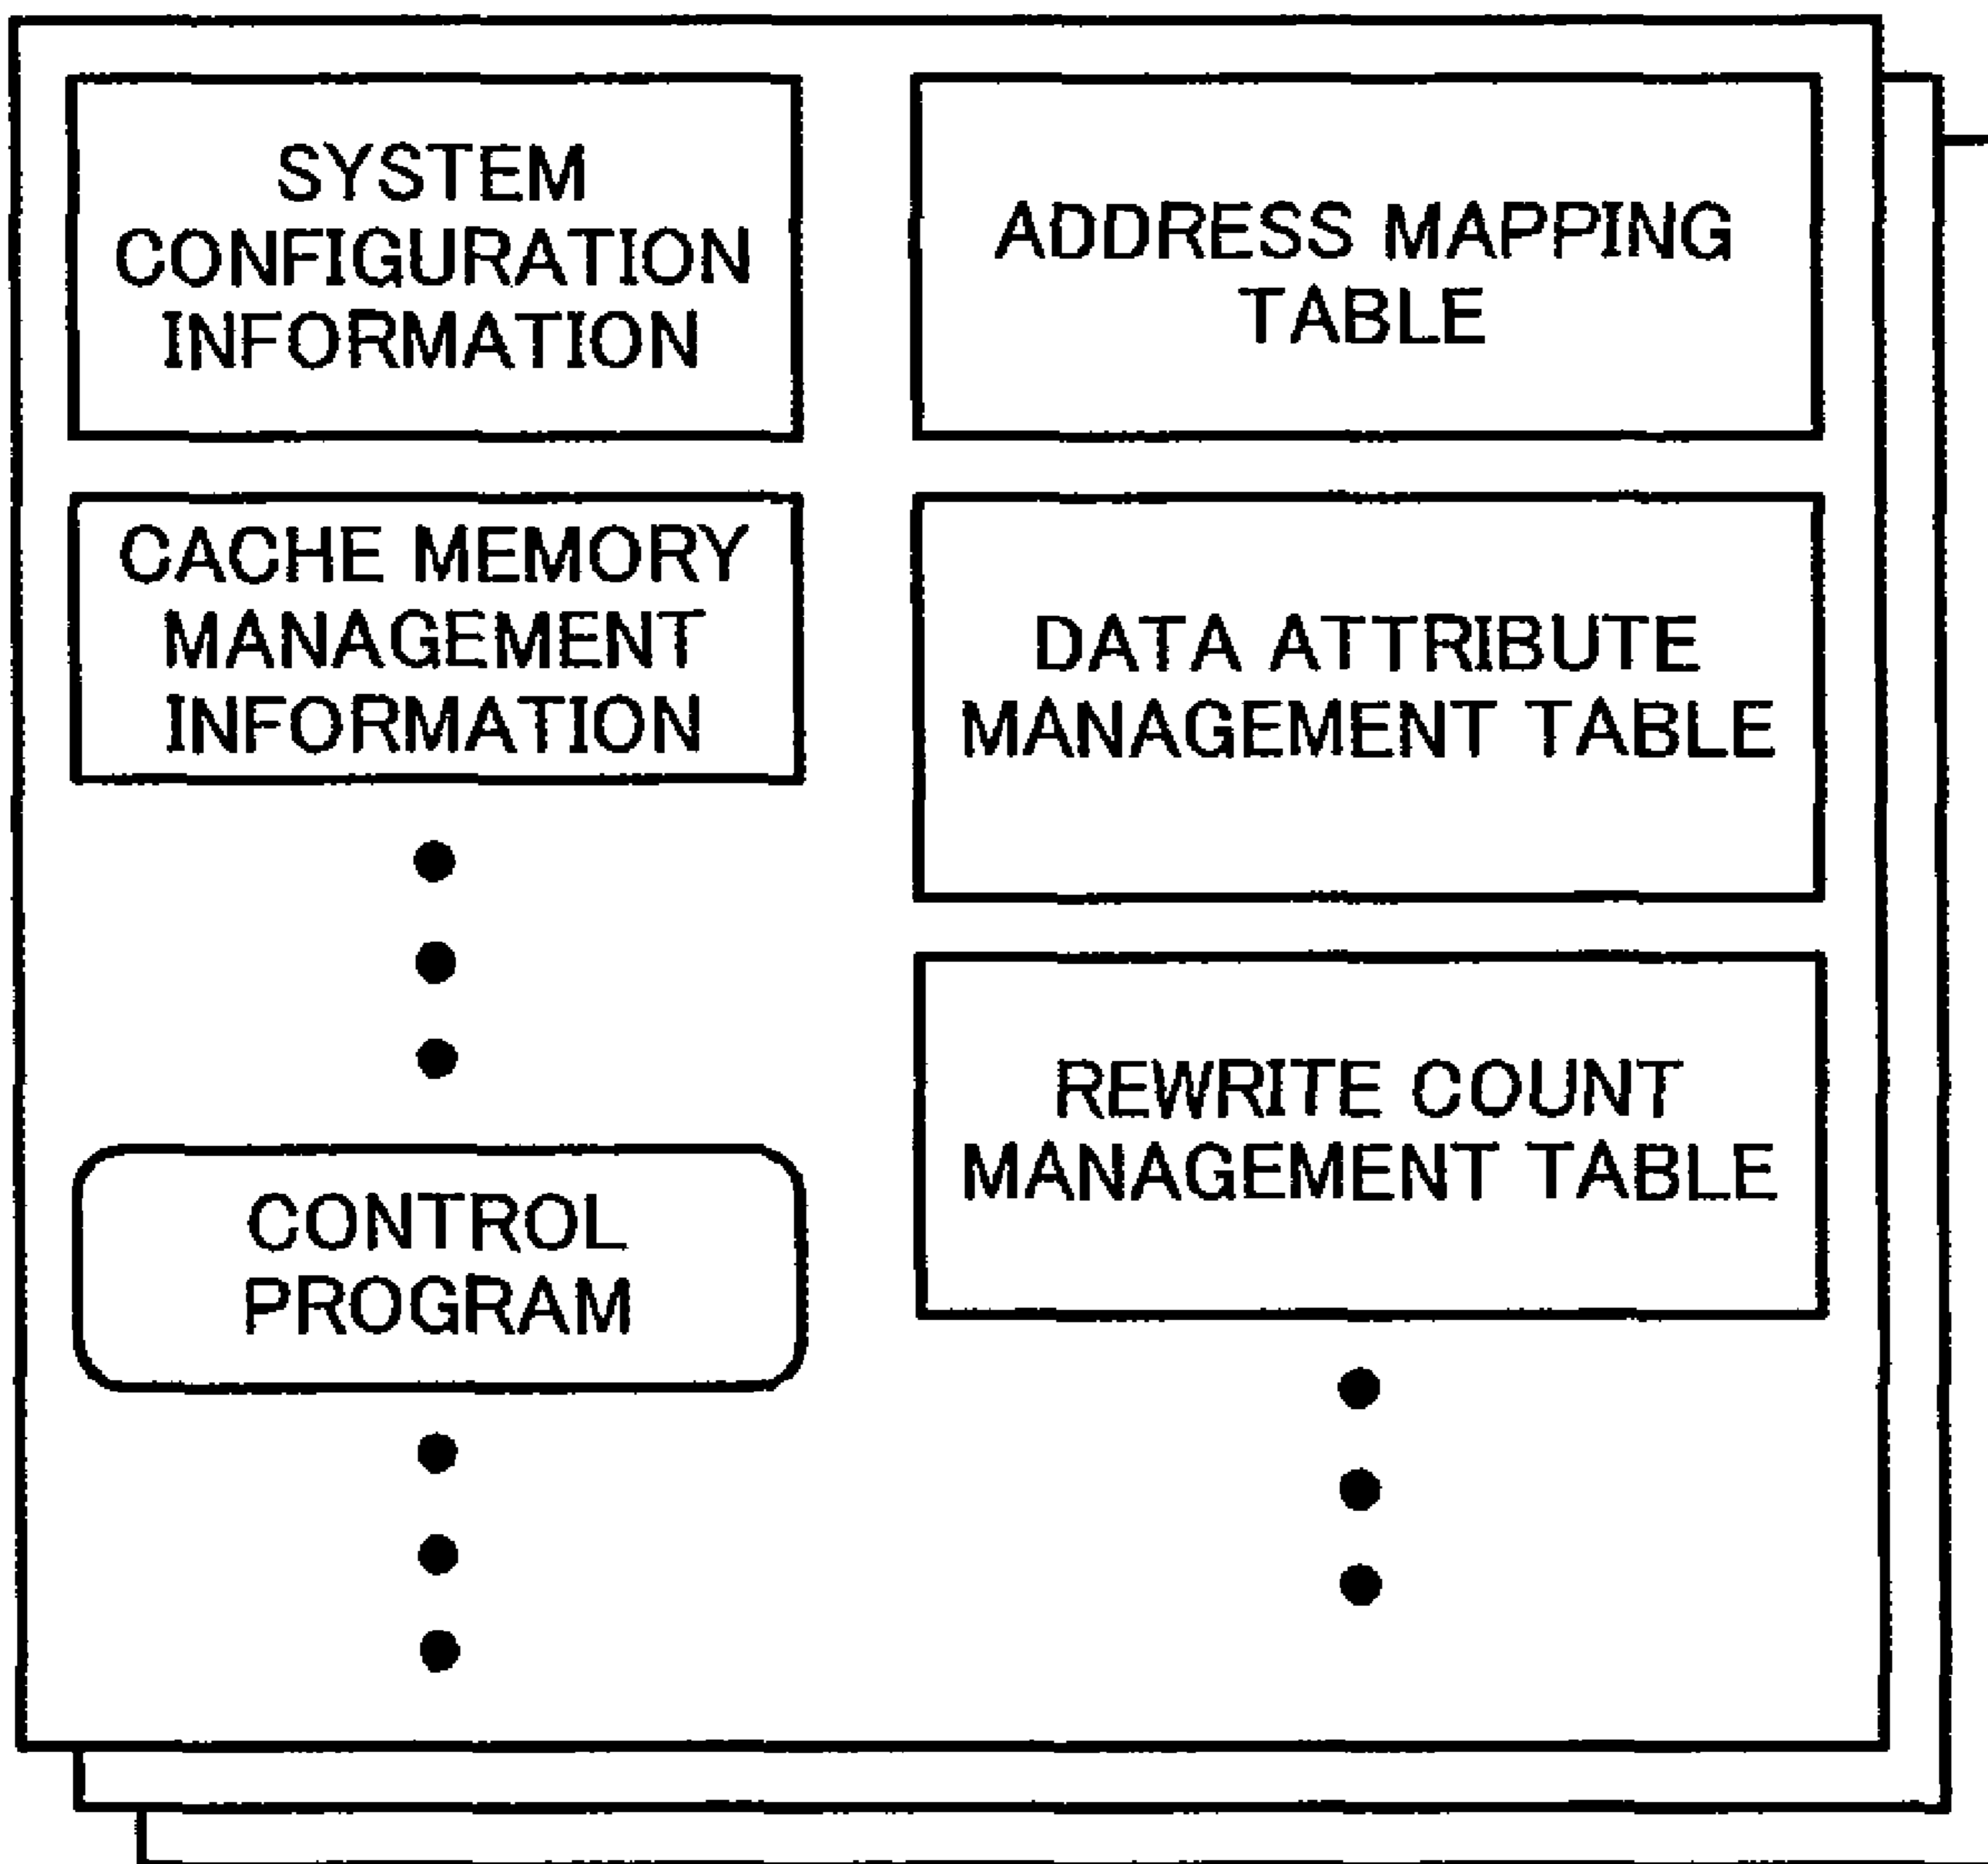 SYSTEM
CONFIGURATION
INFORMATION
CACHE MEMORY
MANAGEMENT
INFORMATION
CONTROL
PROGRAM
ADDRESS MAPPING
TABLE
DATA ATTRIBUTE
MANAGEMENT TABLE
REWRITE COUNT
MANAGEMENT TABLE